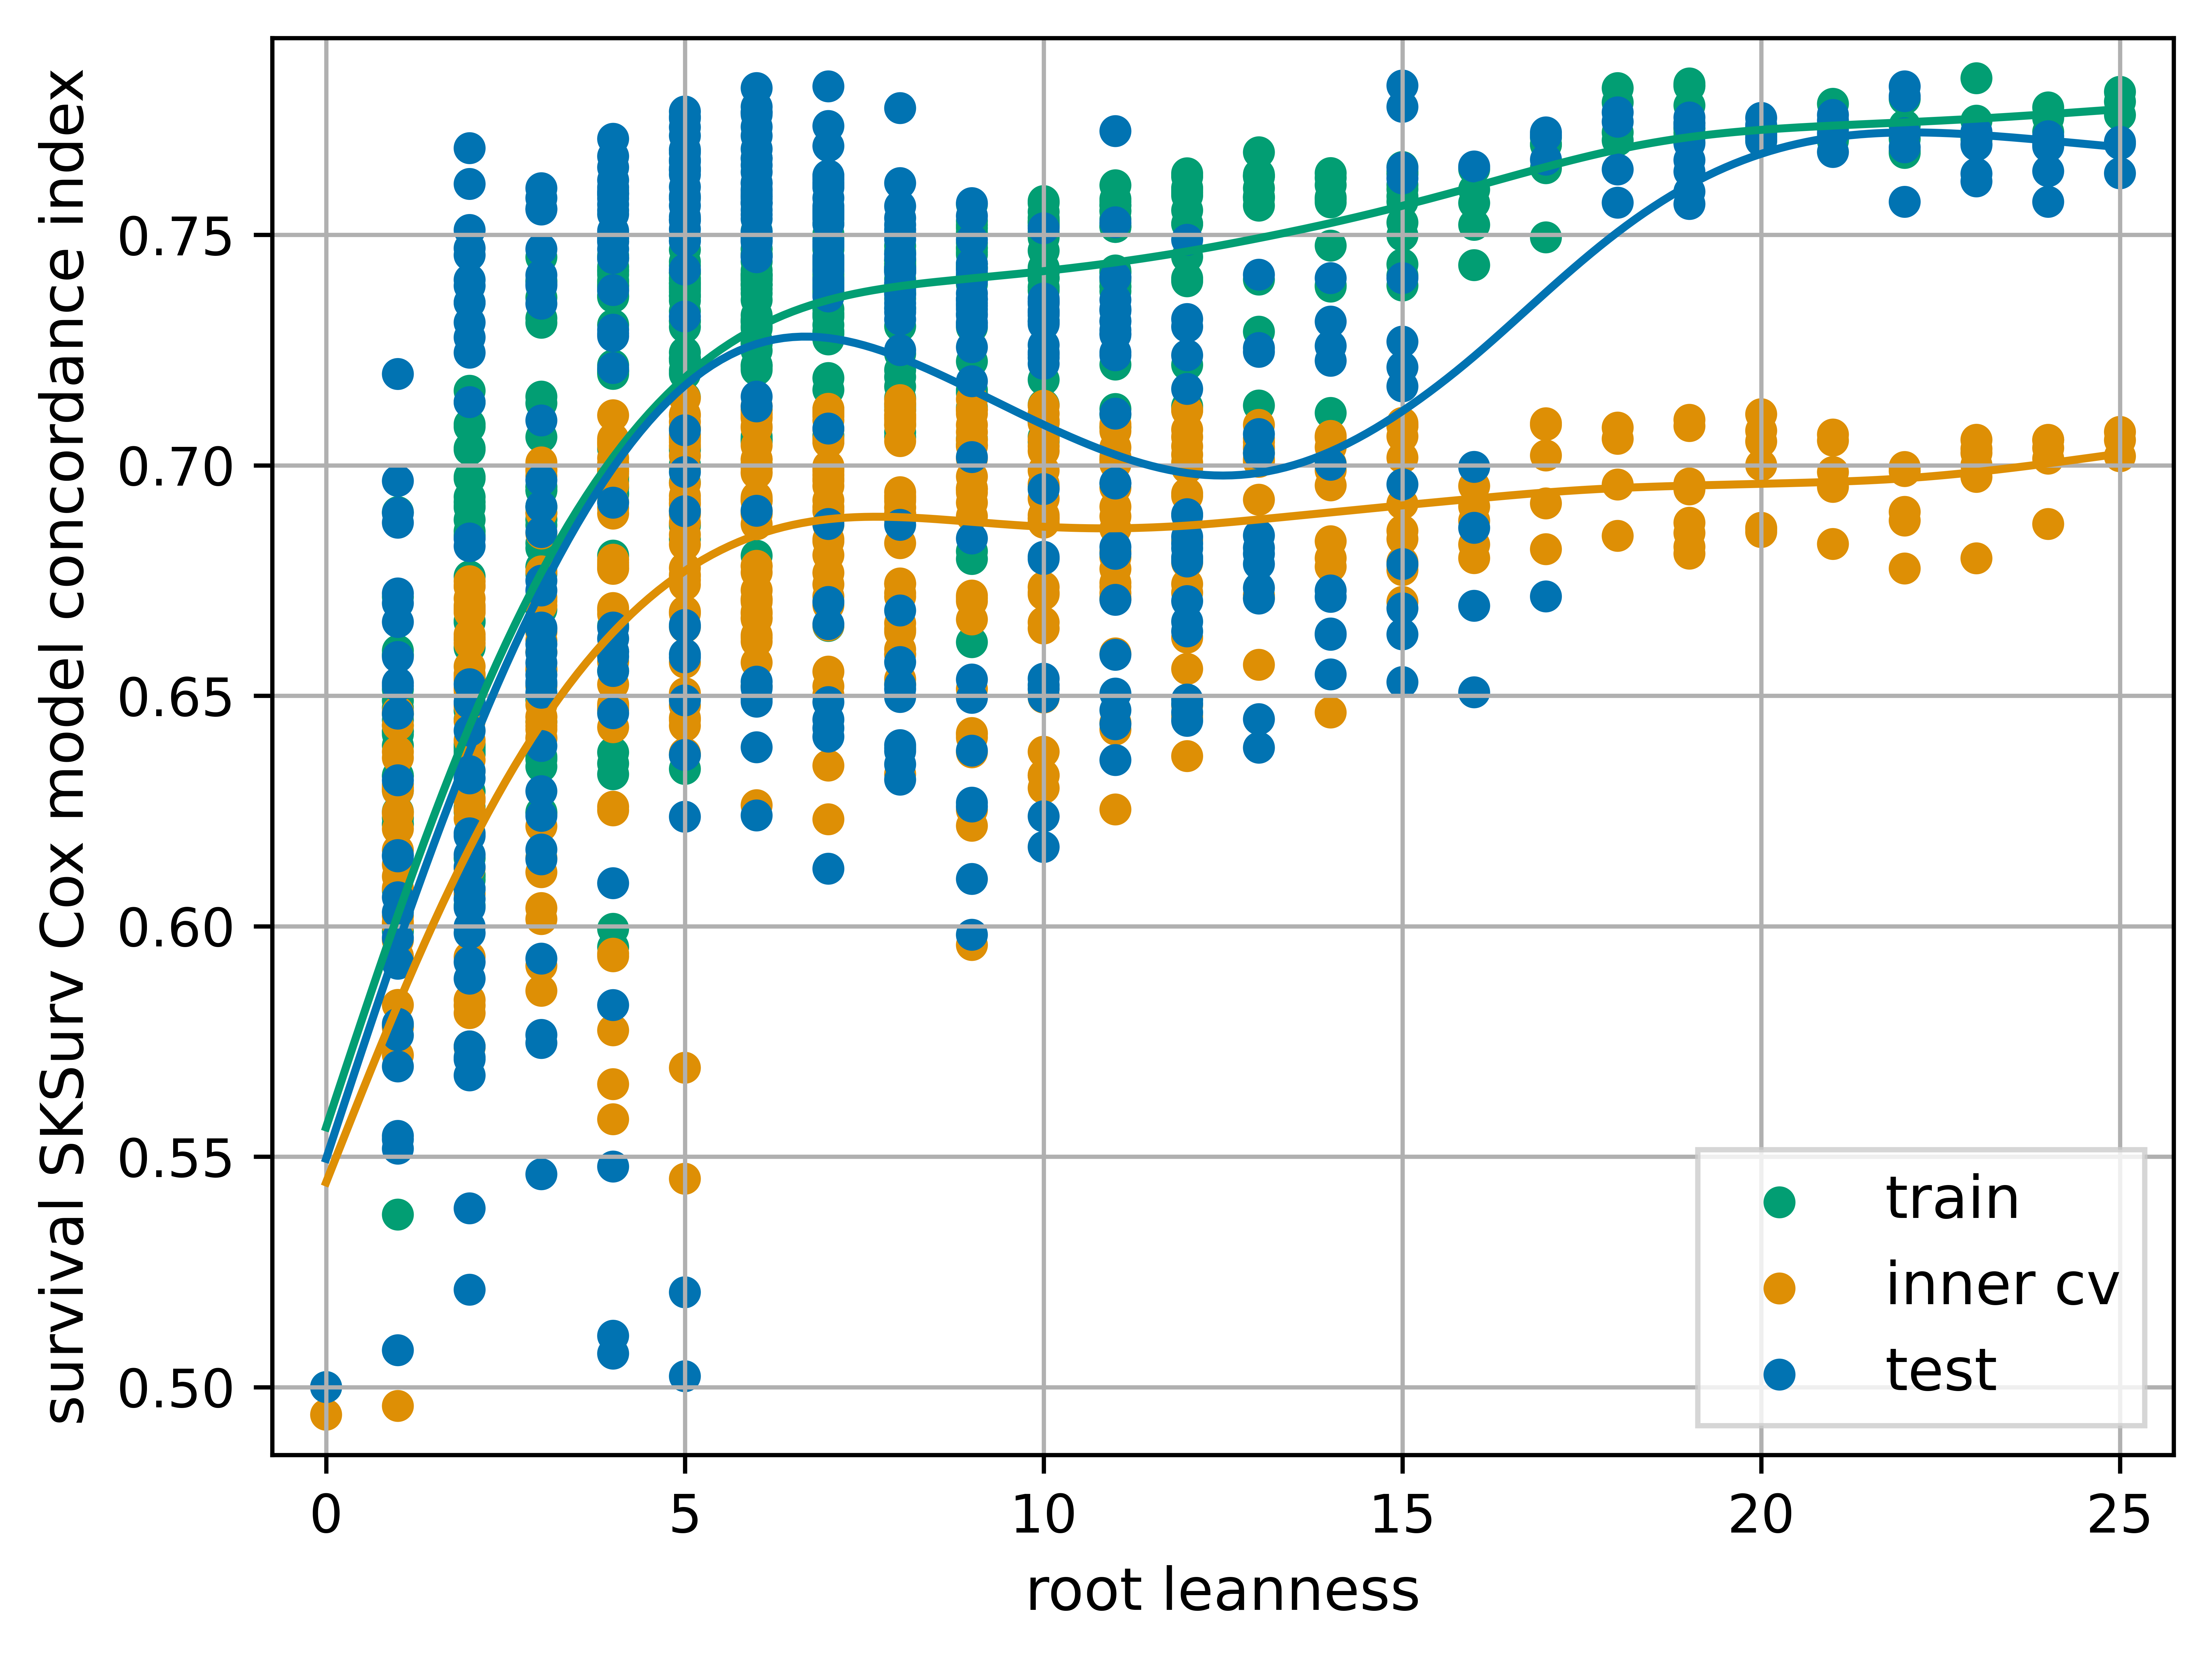 survival SKSurv Cox model concordance index
0.75
0.70
0.65
0.60
0.55
0.50
0 5 10 15 20 25
root leanness
train
inner cv
test